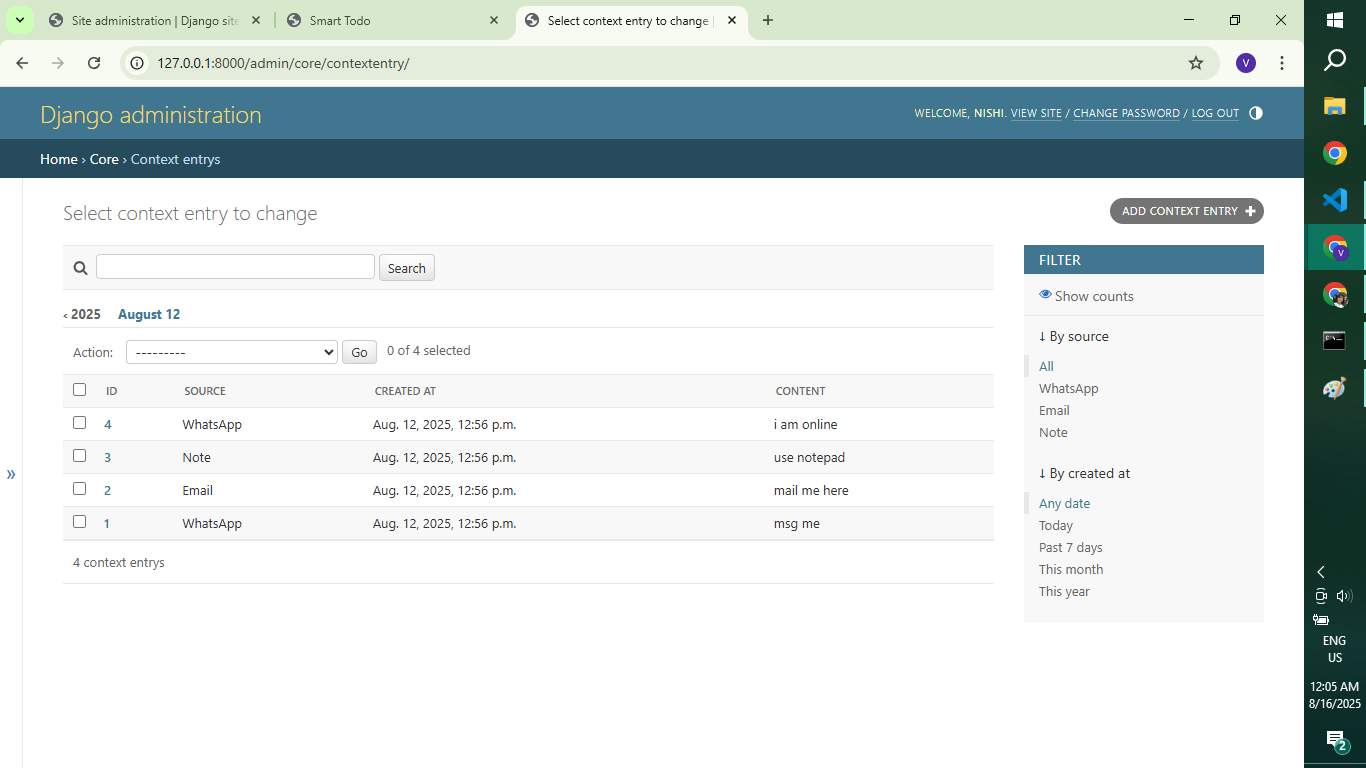 Site administration | Django site
Smart Todo
Select context entry to change |
127.0.0.1:8000/admin/core/contextentry/
V
Django administration
WELCOME, NISHI. VIEW SITE / CHANGE PASSWORD / LOG OUT
Home › Core › Context entrys
Select context entry to change
ADD CONTEXT ENTRY +
Search
‹ 2025 August 12
Action: --------- Go 0 of 4 selected
ID SOURCE CREATED AT CONTENT
4 WhatsApp Aug. 12, 2025, 12:56 p.m. i am online
3 Note Aug. 12, 2025, 12:56 p.m. use notepad
2 Email Aug. 12, 2025, 12:56 p.m. mail me here
1 WhatsApp Aug. 12, 2025, 12:56 p.m. msg me
4 context entrys
»
FILTER
Show counts
↓ By source
All
WhatsApp
Email
Note
↓ By created at
Any date
Today
Past 7 days
This month
This year
V
ENG
US
12:05 AM
8/16/2025
2